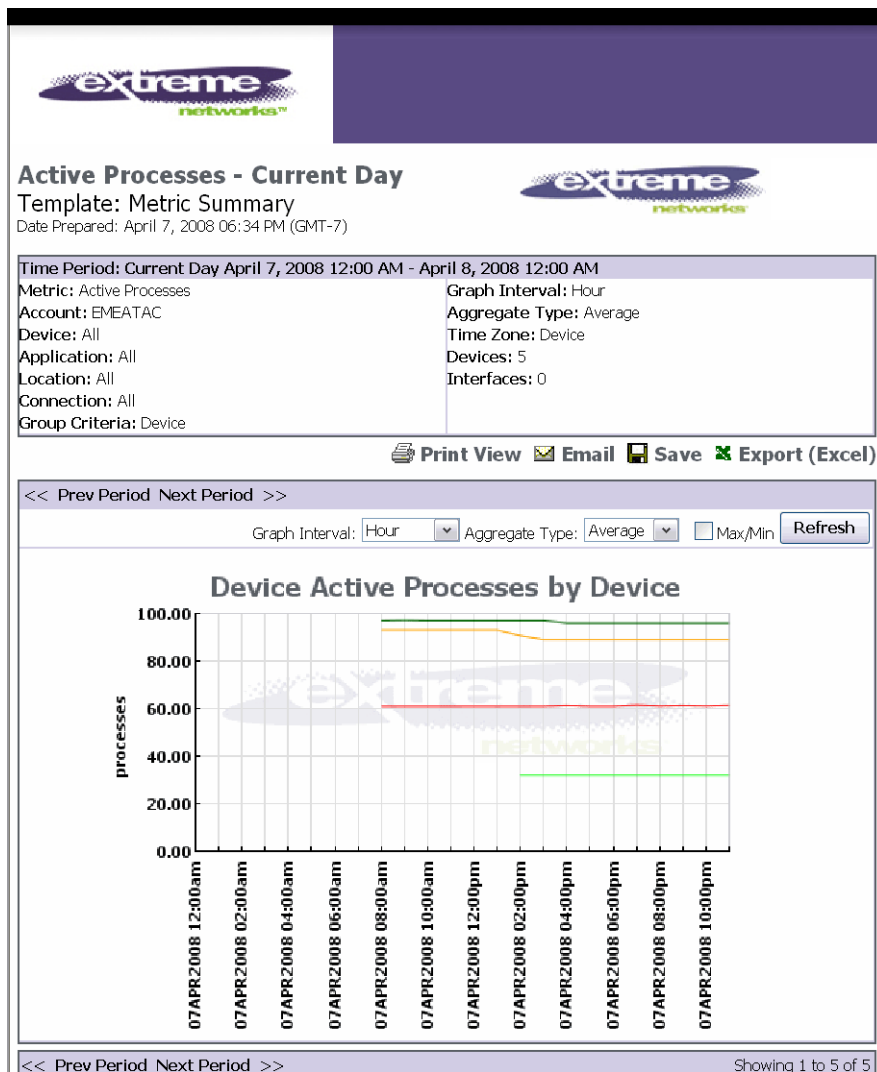 extreme
networks™
Active Processes - Current Day
Template: Metric Summary
Date Prepared: April 7, 2008 06:34 PM (GMT-7)
extreme
networks
Time Period: Current Day April 7, 2008 12:00 AM - April 8, 2008 12:00 AM
Metric: Active Processes
Account: EMEATAC
Device: All
Application: All
Location: All
Connection: All
Group Criteria: Device
Graph Interval: Hour
Aggregate Type: Average
Time Zone: Device
Devices: 5
Interfaces: 0
Print View Email Save Export (Excel)
<< Prev Period Next Period >>
Graph Interval: Hour Aggregate Type: Average Max/Min Refresh
Device Active Processes by Device
100.00
80.00
60.00
40.00
20.00
0.00
processes
extreme
networks
07APR2008 12:00am
07APR2008 02:00am
07APR2008 04:00am
07APR2008 06:00am
07APR2008 08:00am
07APR2008 10:00am
07APR2008 12:00pm
07APR2008 02:00pm
07APR2008 04:00pm
07APR2008 06:00pm
07APR2008 08:00pm
07APR2008 10:00pm
<< Prev Period Next Period >> Showing 1 to 5 of 5